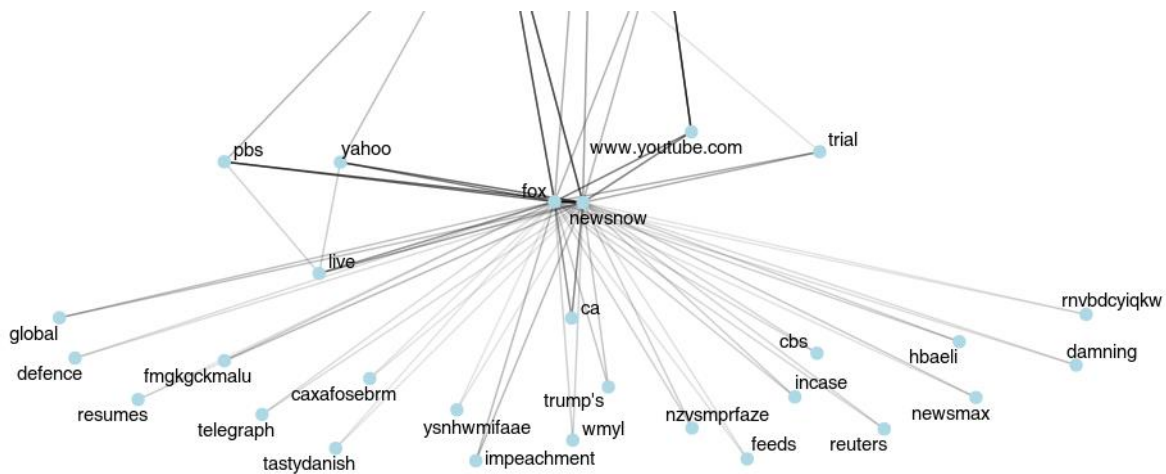 trial
www.youtube.com
pbs
yahoo
fox
newsnow
live
rnvbdcyiqkw
ca
global
cbs
damning
hbaeli
defence
fmgkgckmalu
incase
caxafosebrm
trump's
newsmax
resumes
nzvsmprfaze
telegraph
ysnhwmifaae
wmyl
feeds
reuters
impeachment
tastydanish